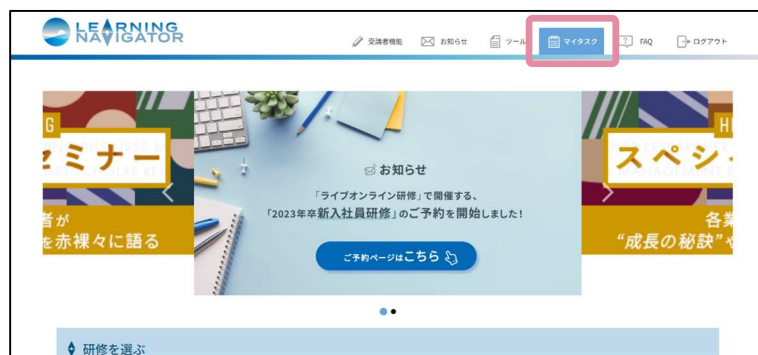 LEARNING
NAVIGATOR
受講者機能
お知らせ
ツール
マイタスク
FAQ
ログアウト
セミナー
者が
を赤裸々に語る
お知らせ
「ライブオンライン研修」で開催する、
「2023年卒新入社員研修」のご予約を開始しました!
ご予約ページはこちら
スペシ
各業
“成長の秘訣”や
研修を選ぶ